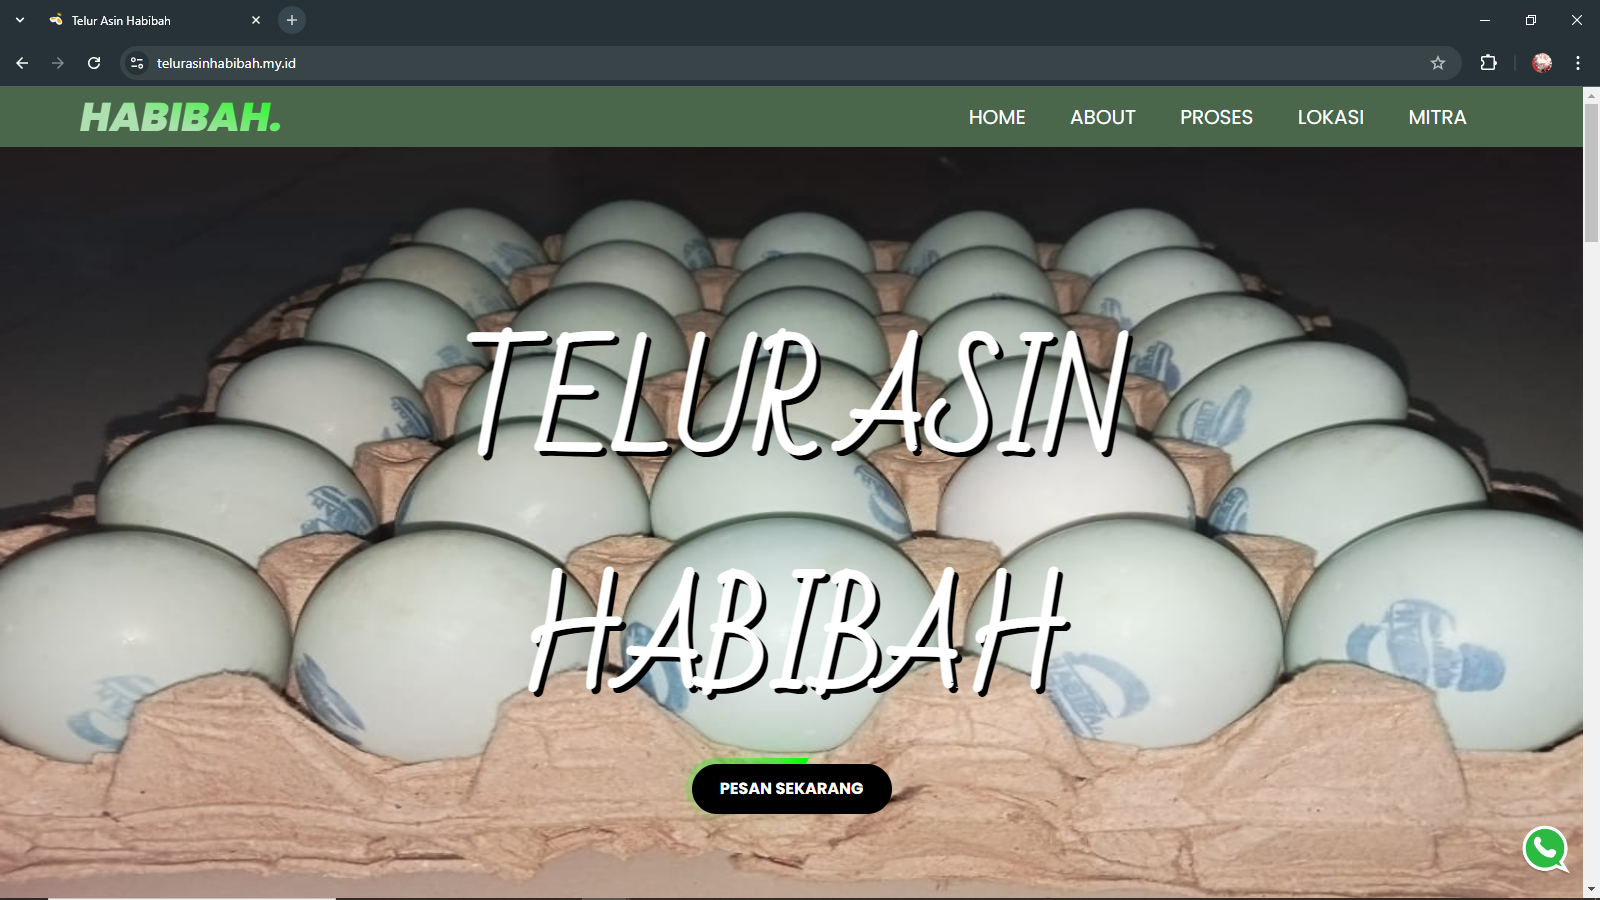 Telur Asin Habibah
telurasinhabibah.my.id
HABIBAH.
HOME ABOUT PROSES LOKASI MITRA
TELUR ASIN
HABIBAH
PESAN SEKARANG